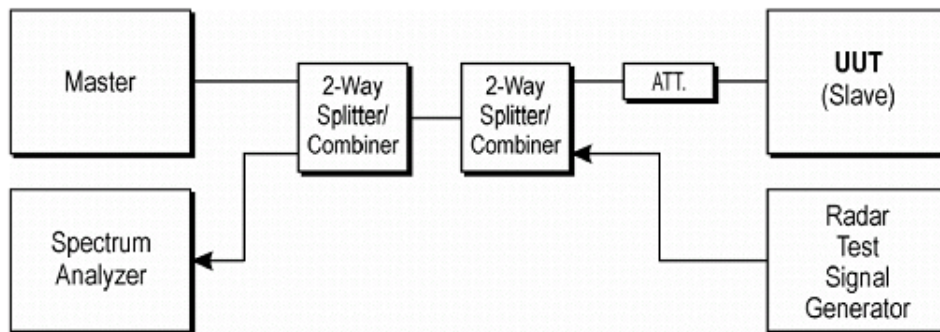 Master
2-Way
Splitter/
Combiner
2-Way
Splitter/
Combiner
ATT.
UUT
(Slave)
Spectrum
Analyzer
Radar
Test
Signal
Generator